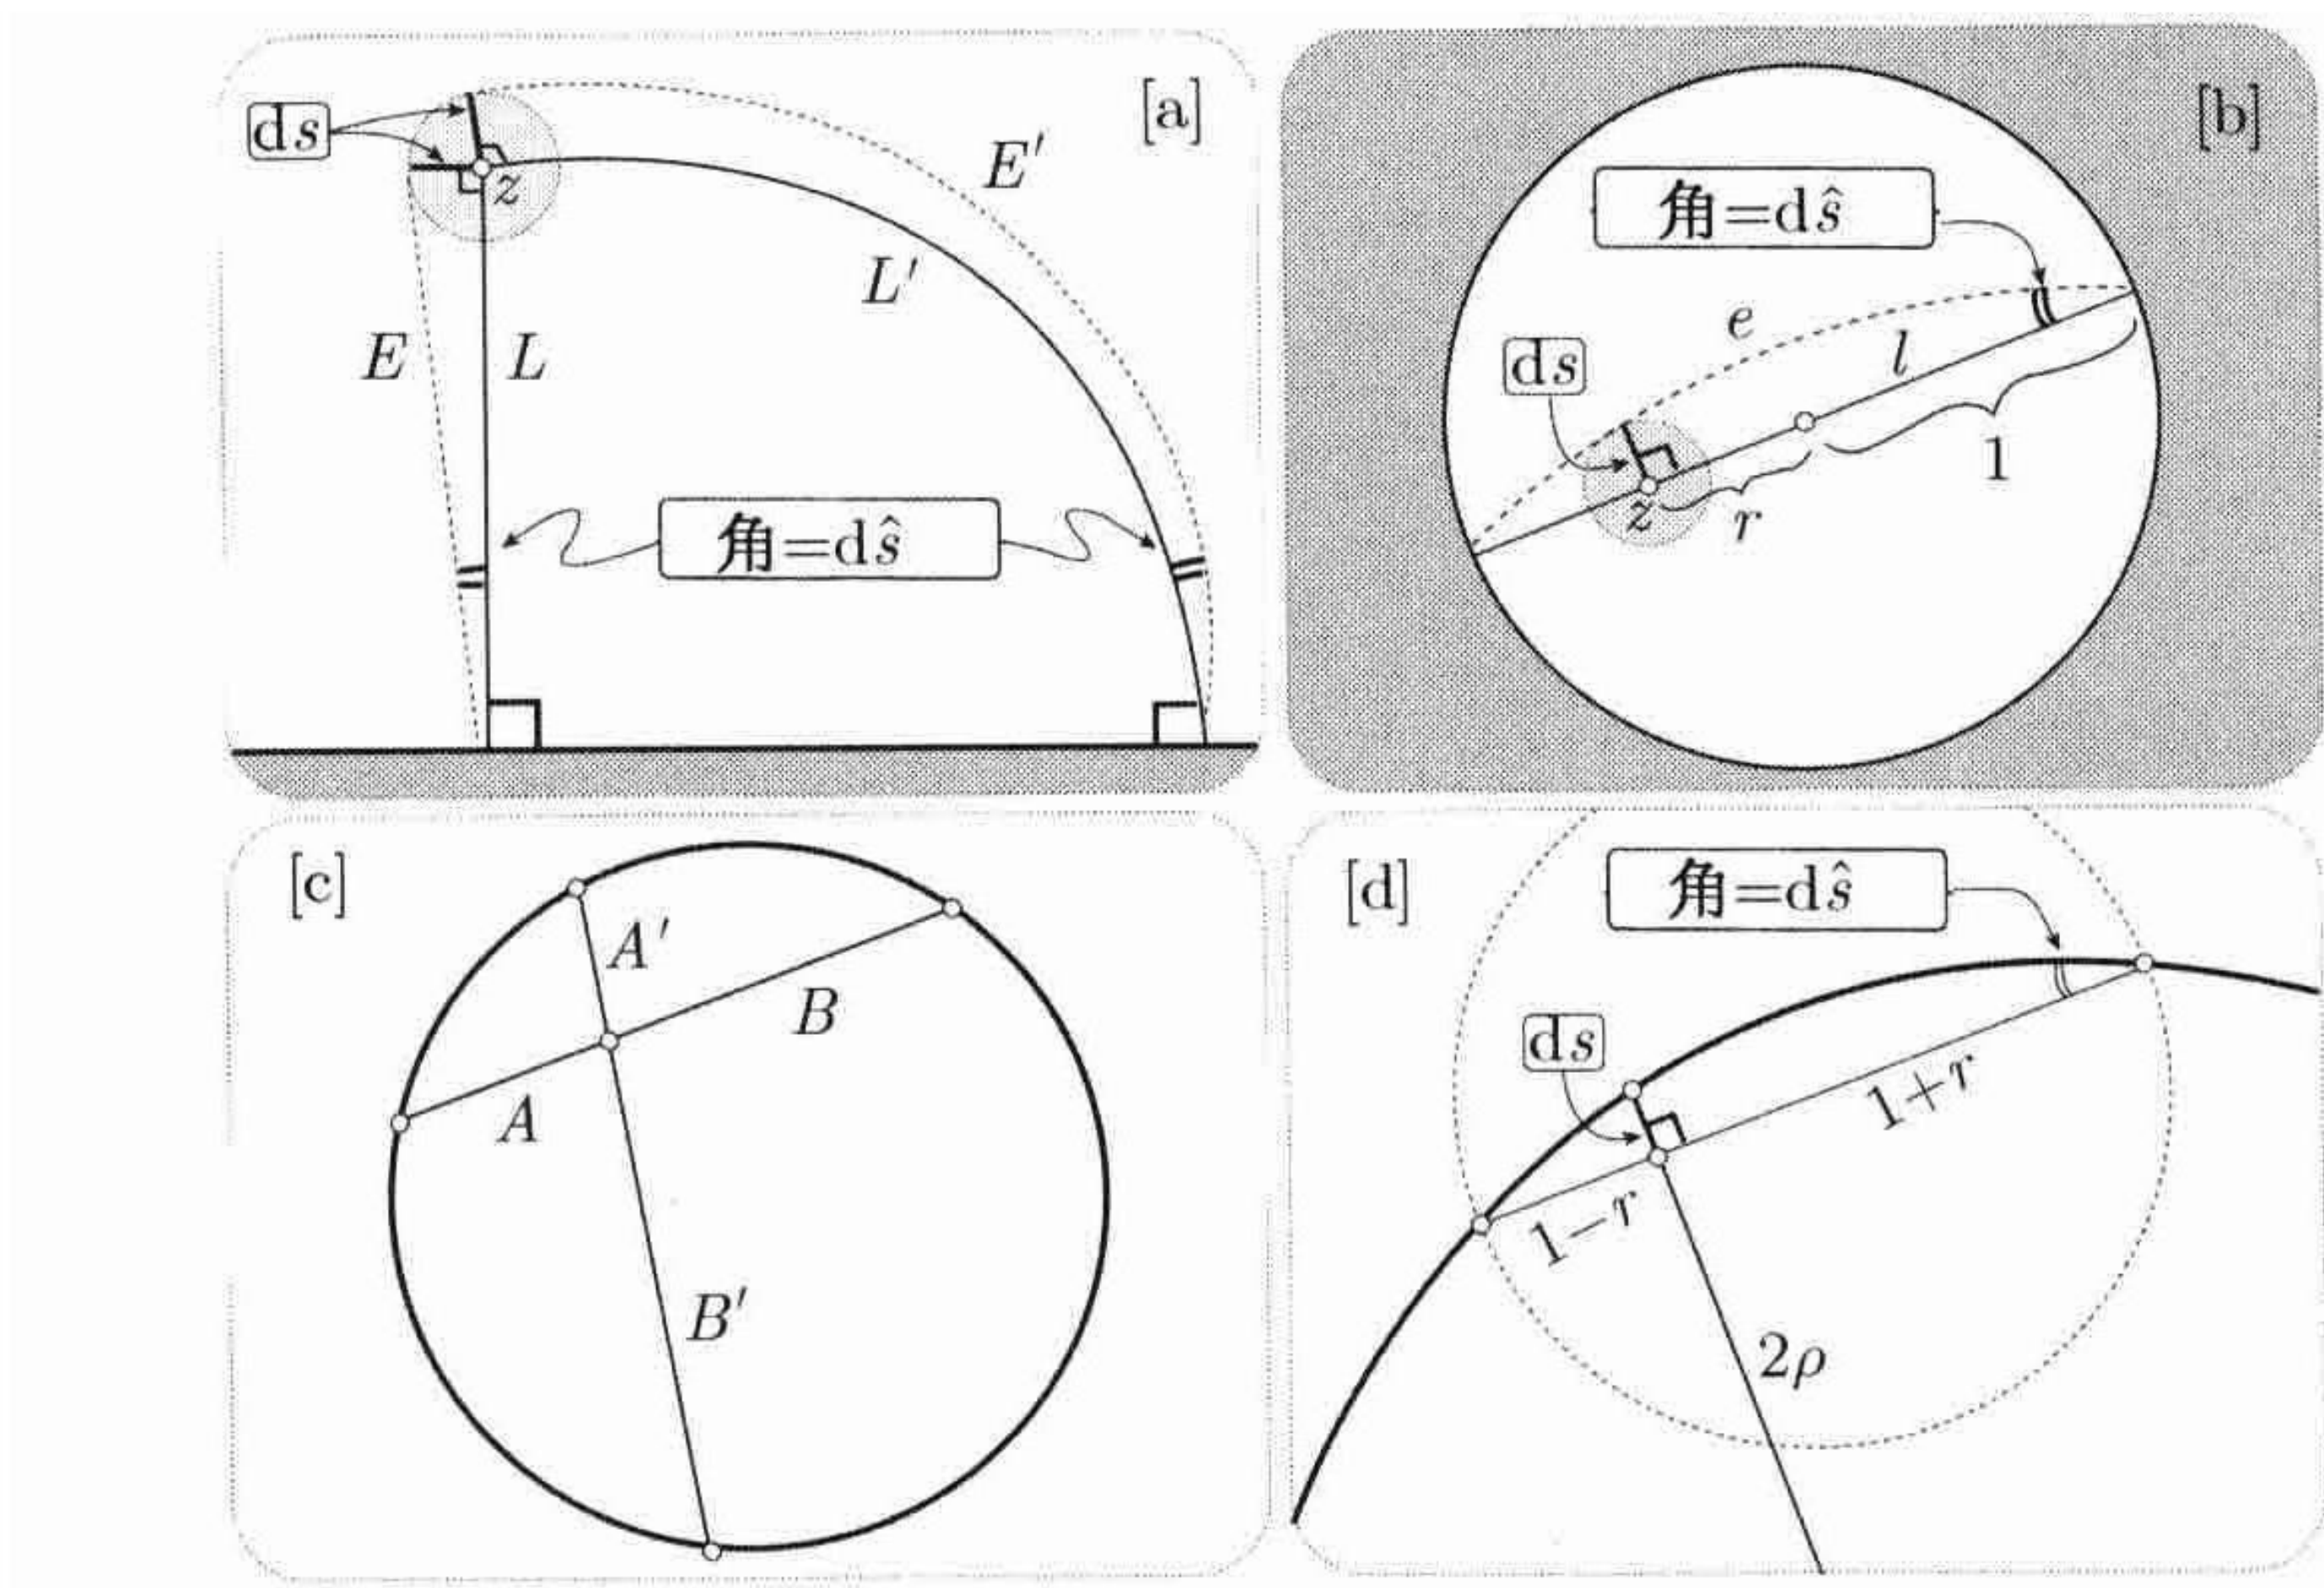 [a]
ds
z
E'
L'
E
L
角=dŝ
[b]
角=dŝ
e
l
ds
1
z
r
[c]
A'
B
A
B'
[d]
角=dŝ
ds
1+r
1−r
2ρ